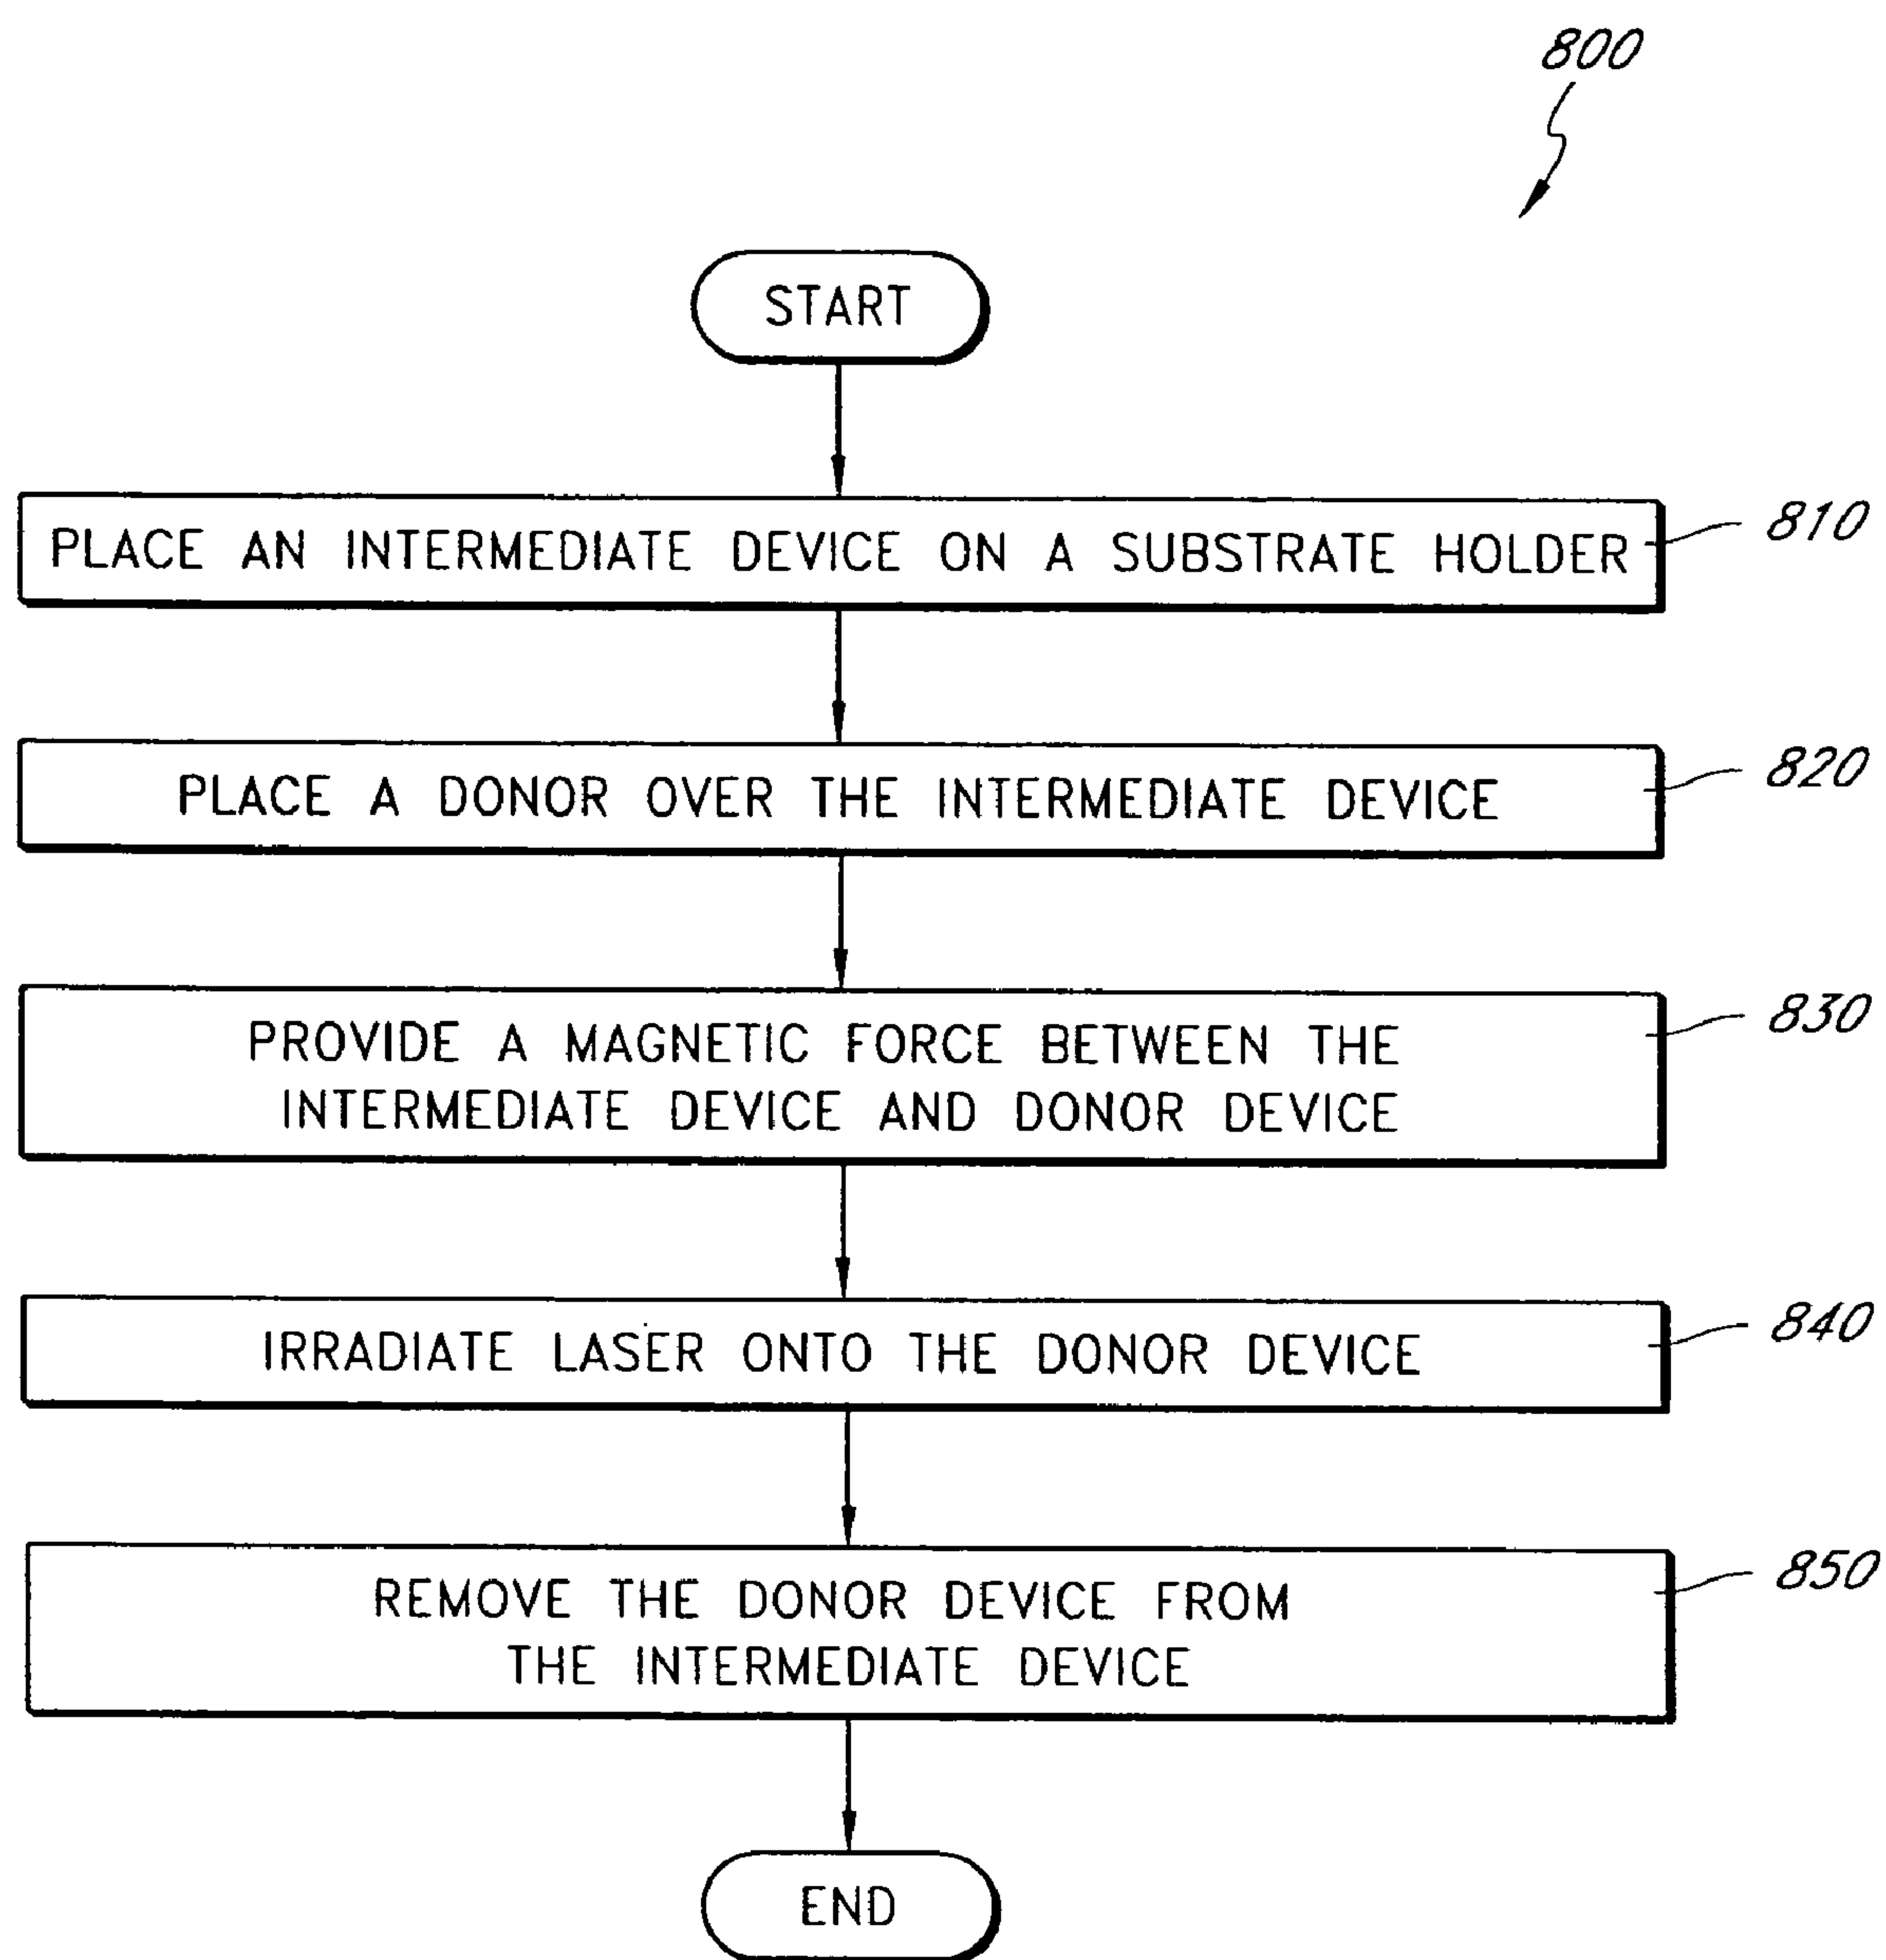 800
START
PLACE AN INTERMEDIATE DEVICE ON A SUBSTRATE HOLDER
810
PLACE A DONOR OVER THE INTERMEDIATE DEVICE
820
PROVIDE A MAGNETIC FORCE BETWEEN THE
INTERMEDIATE DEVICE AND DONOR DEVICE
830
IRRADIATE LASER ONTO THE DONOR DEVICE
840
REMOVE THE DONOR DEVICE FROM
THE INTERMEDIATE DEVICE
850
END